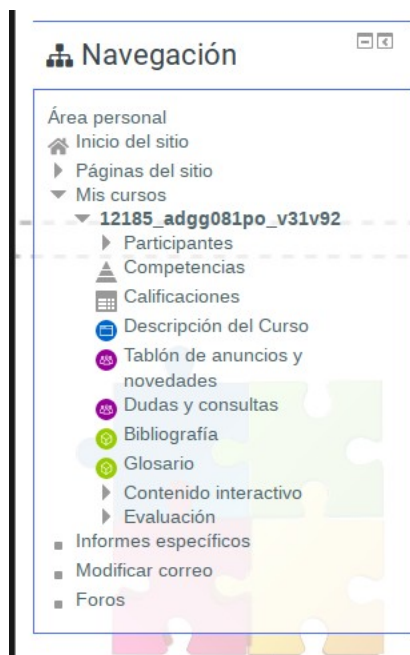 Navegación
Área personal
Inicio del sitio
Páginas del sitio
Mis cursos
12185_adgg081po_v31v92
Participantes
Competencias
Calificaciones
Descripción del Curso
Tablón de anuncios y
novedades
Dudas y consultas
Bibliografía
Glosario
Contenido interactivo
Evaluación
Informes específicos
Modificar correo
Foros